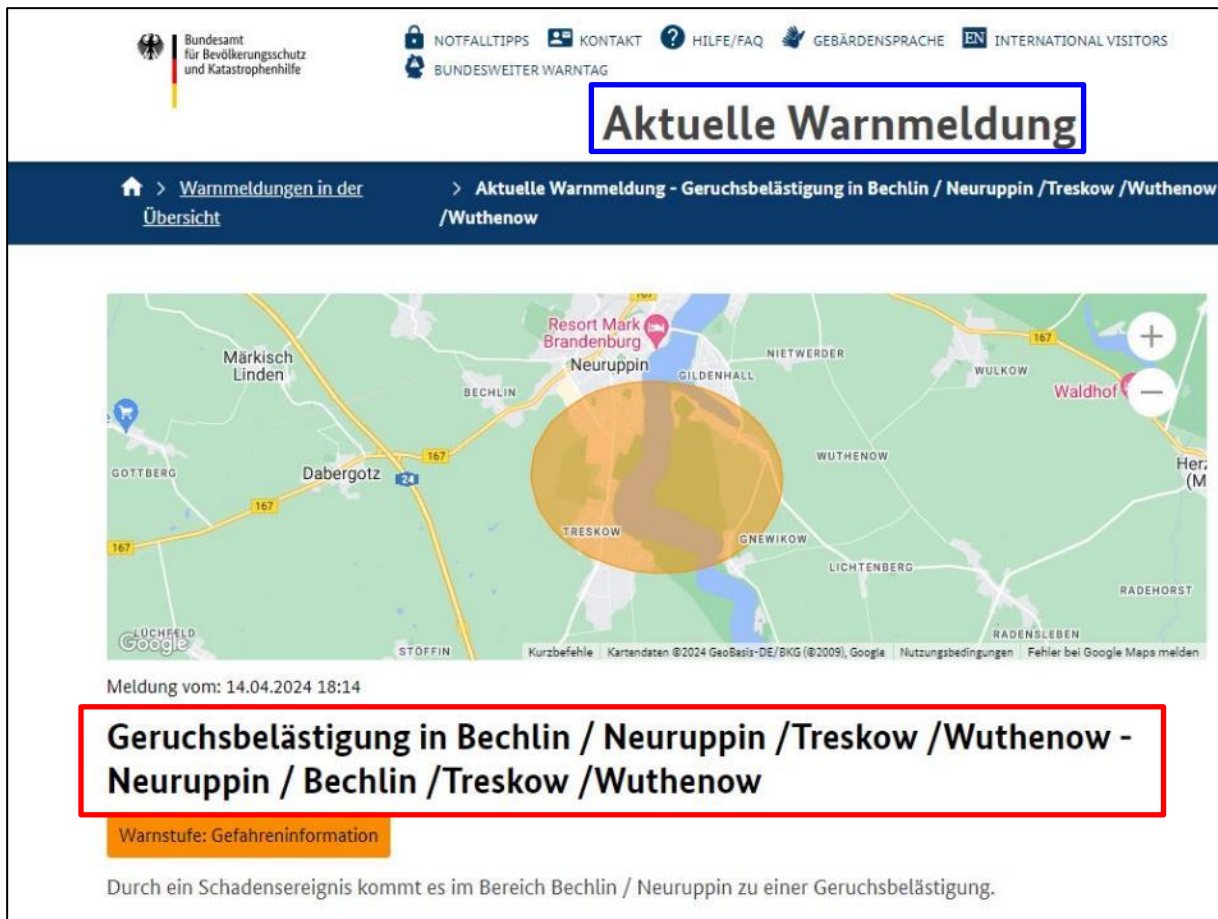 Bundesamt
für Bevölkerungsschutz
und Katastrophenhilfe
NOTFALLTIPPS KONTAKT HILFE/FAQ GEBÄRDENSPRACHE EN INTERNATIONAL VISITORS
BUNDESWEITER WARNTAG
Aktuelle Warnmeldung
> Warnmeldungen in der
Übersicht
> Aktuelle Warnmeldung - Geruchsbelästigung in Bechlin / Neuruppin /Treskow /Wuthenow
/Wuthenow
167
Resort Mark
Brandenburg
Neuruppin
Märkisch
Linden
GILDENHALL
NIETWERDER
167
+
WULKOW
Waldhof
−
BECHLIN
GOTTBERG
Dabergotz
24
167
WUTHENOW
Herz
(M
167
TRESKOW
GNEWIKOW
167
LICHTENBERG
RADEHORST
LÜCHFELD
Google
STÖFFIN
RADENSLEBEN
Kurzbefehle Kartendaten ©2024 GeoBasis-DE/BKG (©2009), Google Nutzungsbedingungen Fehler bei Google Maps melden
Meldung vom: 14.04.2024 18:14
Geruchsbelästigung in Bechlin / Neuruppin /Treskow /Wuthenow -
Neuruppin / Bechlin /Treskow /Wuthenow
Warnstufe: Gefahreninformation
Durch ein Schadensereignis kommt es im Bereich Bechlin / Neuruppin zu einer Geruchsbelästigung.